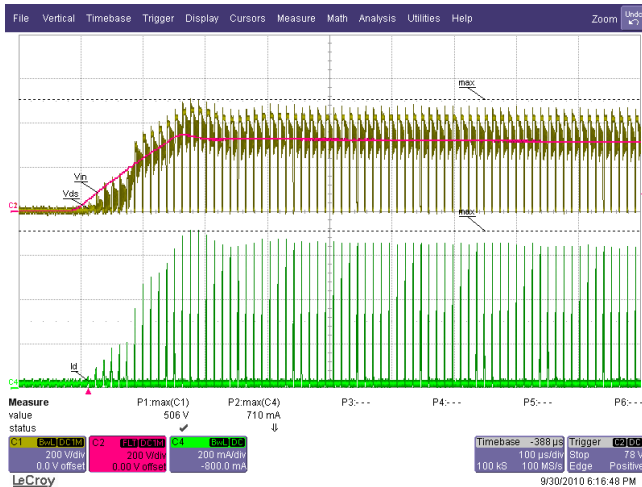 File Vertical Timebase Trigger Display Cursors Measure Math Analysis Utilities Help Zoom Undo
max
Vin
Vds
C2
max
Id
C4
Measure P1:max(C1) P2:max(C4) P3:- - - P4:- - - P5:- - - P6:- - -
value 506 V 710 mA
status
C1 BwL DC1M C2 FLT DC1M C4 BwL DC Timebase -388 µs Trigger C2 DC
200 V/div 200 V/div 200 mA/div 100 µs/div Stop 78 V
0.0 V offset 0.00 V offset -800.0 mA 100 kS 100 MS/s Edge Positive
LeCroy 9/30/2010 6:16:48 PM